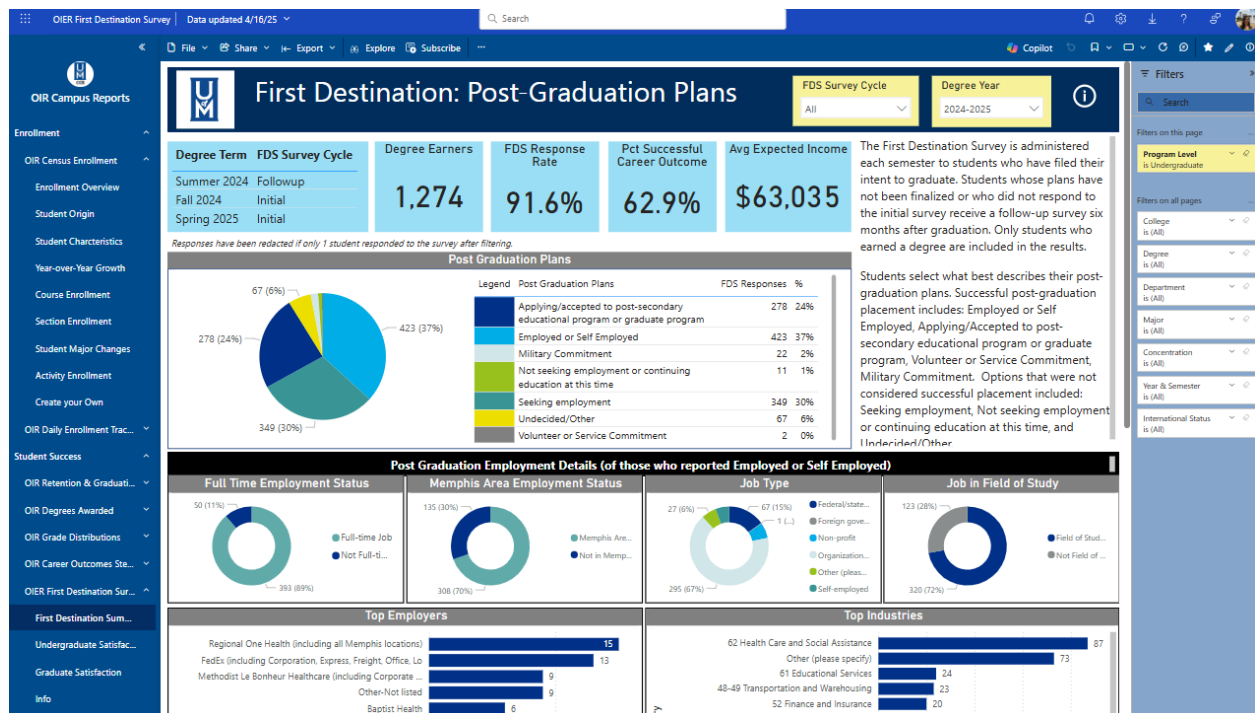 OIER First Destination Survey
Data updated 4/16/25
Search
File
Share
Export
Explore
Subscribe
Copilot
OIR Campus Reports
Enrollment
OIR Census Enrollment
Enrollment Overview
Student Origin
Student Charcteristics
Year-over-Year Growth
Course Enrollment
Section Enrollment
Student Major Changes
Activity Enrollment
Create your Own
OIR Daily Enrollment Trac...
Student Success
OIR Retention & Graduati...
OIR Degrees Awarded
OIR Grade Distributions
OIR Career Outcomes Ste...
OIER First Destination Sur...
First Destination Sum...
Undergraduate Satisfac...
Graduate Satisfaction
Info
First Destination: Post-Graduation Plans
FDS Survey Cycle
All
Degree Year
2024-2025
Degree Term FDS Survey Cycle
Summer 2024 Followup
Fall 2024 Initial
Spring 2025 Initial
Degree Earners
1,274
FDS Response
Rate
91.6%
Pct Successful
Career Outcome
62.9%
Avg Expected Income
$63,035
The First Destination Survey is administered
each semester to students who have filed their
intent to graduate. Students whose plans have
not been finalized or who did not respond to
the initial survey receive a follow-up survey six
months after graduation. Only students who
earned a degree are included in the results.
Students select what best describes their post-
graduation plans. Successful post-graduation
placement includes: Employed or Self
Employed, Applying/Accepted to post-
secondary educational program or graduate
program, Volunteer or Service Commitment,
Military Commitment. Options that were not
considered successful placement included:
Seeking employment, Not seeking employment
or continuing education at this time, and
Undecided/Other
Responses have been redacted if only 1 student responded to the survey after filtering.
Post Graduation Plans
67 (6%)
278 (24%)
423 (37%)
349 (30%)
Legend Post Graduation Plans FDS Responses %
Applying/accepted to post-secondary
educational program or graduate program 278 24%
Employed or Self Employed 423 37%
Military Commitment 22 2%
Not seeking employment or continuing
education at this time 11 1%
Seeking employment 349 30%
Undecided/Other 67 6%
Volunteer or Service Commitment 2 0%
Post Graduation Employment Details (of those who reported Employed or Self Employed)
Full Time Employment Status
50 (11%)
393 (89%)
Full-time Job
Not Full-ti...
Memphis Area Employment Status
135 (30%)
308 (70%)
Memphis Are...
Not in Memp...
Job Type
27 (6%)
67 (15%)
1 (...)
295 (67%)
Federal/state...
Foreign gove...
Non-profit
Organization...
Other (pleas...
Self-employed
Job in Field of Study
123 (28%)
320 (72%)
Field of Stud...
Not Field of ...
Top Employers
Regional One Health (including all Memphis locations) 15
FedEx (including Corporation, Express, Freight, Office, Lo 13
Methodist Le Bonheur Healthcare (including Corporate ... 9
Other-Not listed 9
Baptist Health 6
Top Industries
62 Health Care and Social Assistance 87
Other (please specify) 73
61 Educational Services 24
48-49 Transportation and Warehousing 23
52 Finance and Insurance 20
Filters
Search
Filters on this page
Program Level
is Undergraduate
Filters on all pages
College
is (All)
Degree
is (All)
Department
is (All)
Major
is (All)
Concentration
is (All)
Year & Semester
is (All)
International Status
is (All)